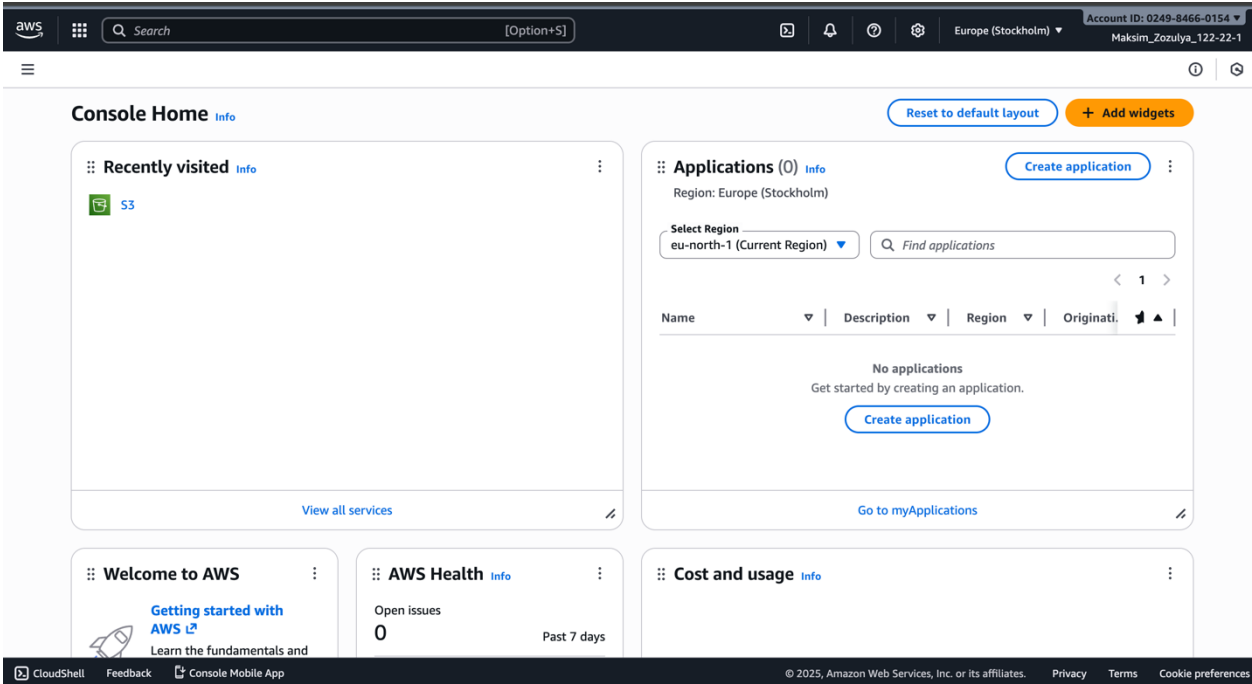 aws
Search [Option+S]
Europe (Stockholm) ▼
Account ID: 0249-8466-0154 ▼
Maksim_Zozulya_122-22-1
Console Home Info
Reset to default layout
+ Add widgets
Recently visited Info
S3
View all services
Applications (0) Info
Create application
Region: Europe (Stockholm)
Select Region
eu-north-1 (Current Region) ▼
Find applications
1
Name Description Region Originati.
No applications
Get started by creating an application.
Create application
Go to myApplications
Welcome to AWS
Getting started with
AWS
Learn the fundamentals and
AWS Health Info
Open issues
0
Past 7 days
Cost and usage Info
CloudShell Feedback Console Mobile App © 2025, Amazon Web Services, Inc. or its affiliates. Privacy Terms Cookie preferences